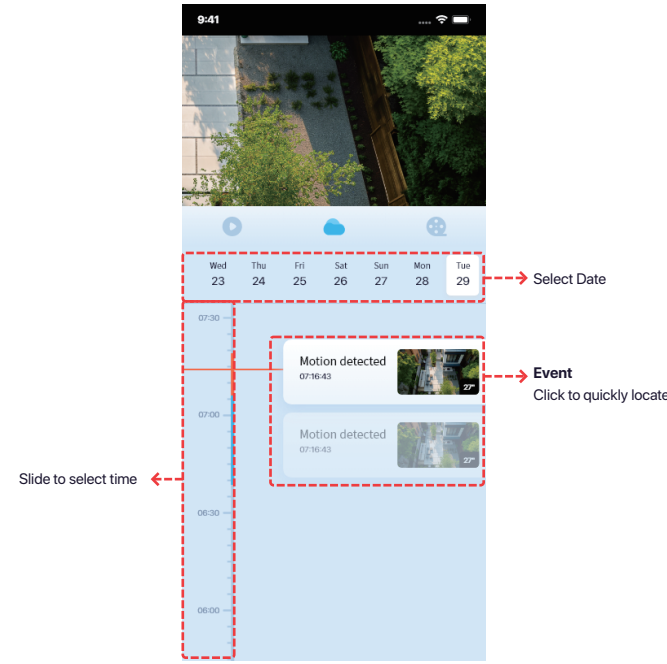 9:41
Wed Thu Fri Sat Sun Mon Tue
23 24 25 26 27 28 29
Select Date
07:30
Motion detected
07:16:43
27"
Event
Click to quickly locate
07:00
Motion detected
07:16:43
27"
Slide to select time
06:30
06:00